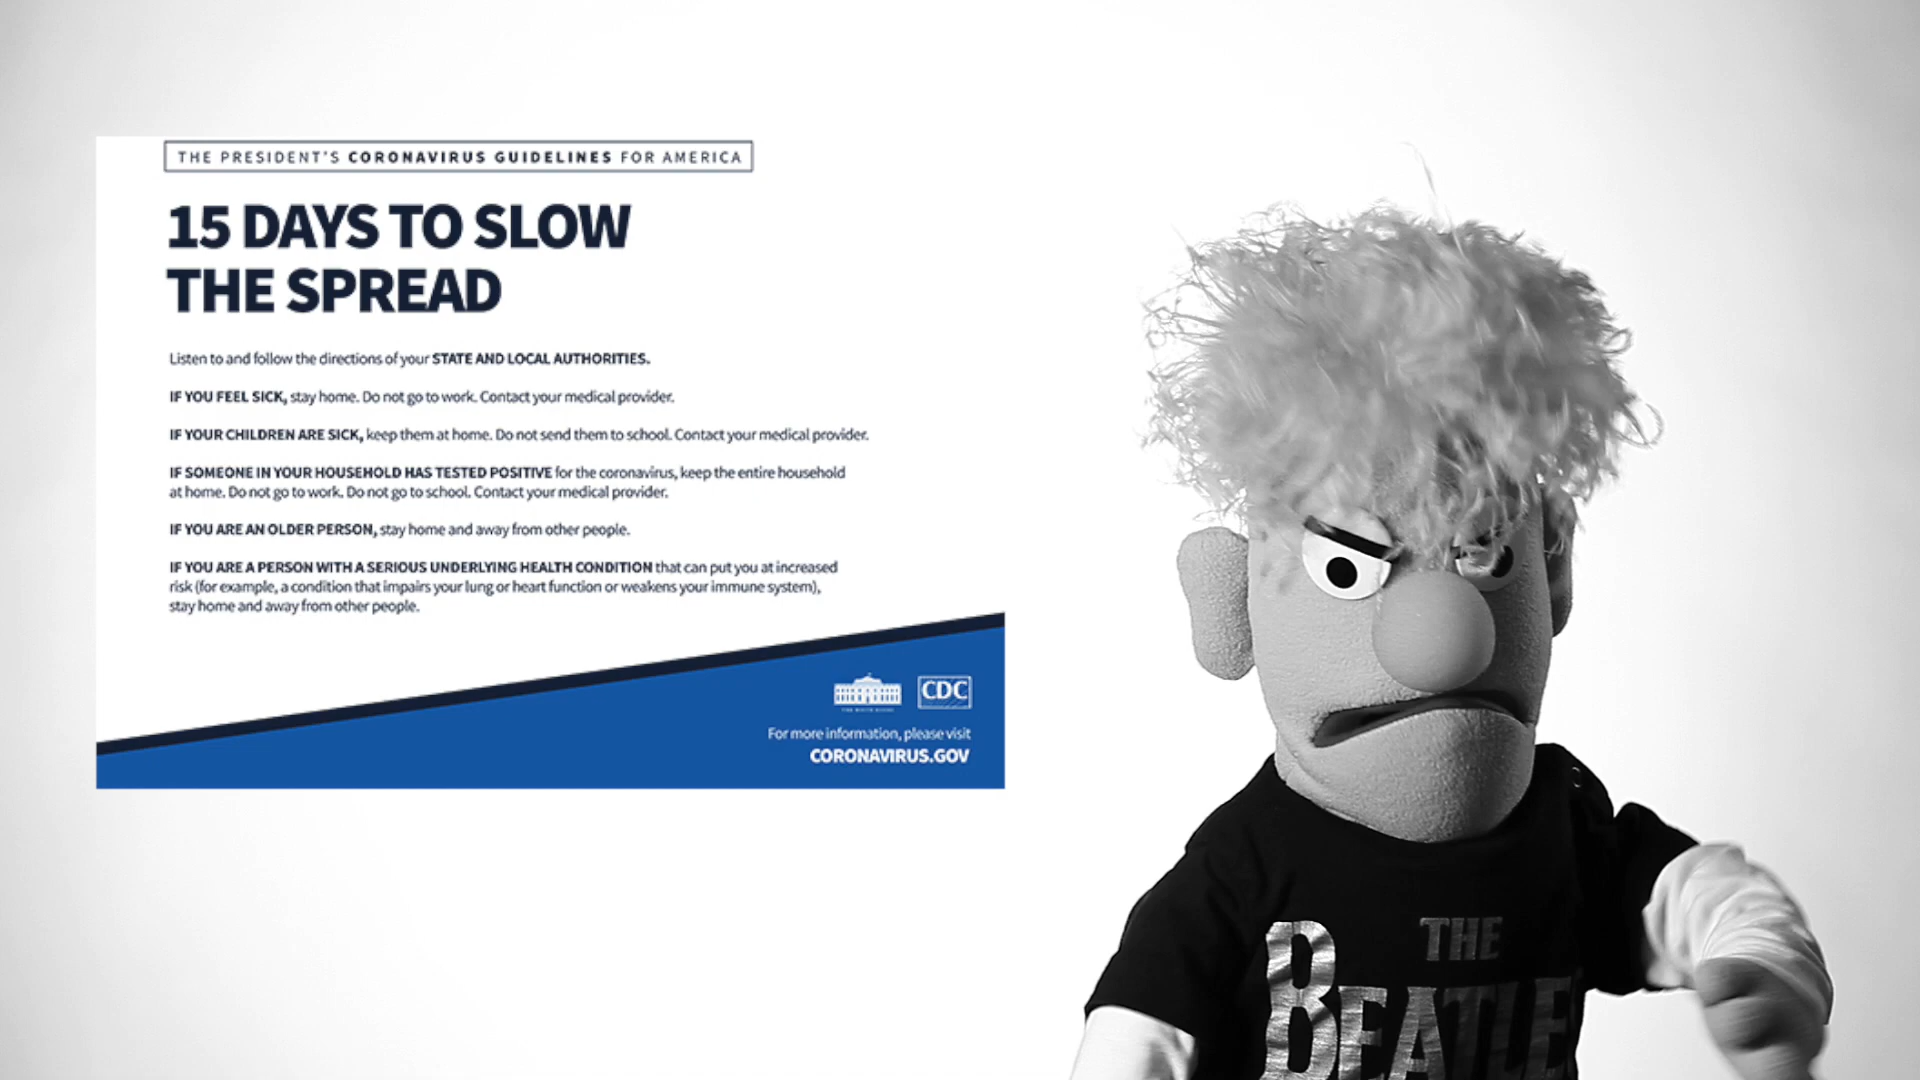 THE PRESIDENT'S CORONAVIRUS GUIDELINES FOR AMERICA
15 DAYS TO SLOW
THE SPREAD
Listen to and follow the directions of your STATE AND LOCAL AUTHORITIES.
IF YOU FEEL SICK, stay home. Do not go to work. Contact your medical provider.
IF YOUR CHILDREN ARE SICK, keep them at home. Do not send them to school. Contact your medical provider.
IF SOMEONE IN YOUR HOUSEHOLD HAS TESTED POSITIVE for the coronavirus, keep the entire household
at home. Do not go to work. Do not go to school. Contact your medical provider.
IF YOU ARE AN OLDER PERSON, stay home and away from other people.
IF YOU ARE A PERSON WITH A SERIOUS UNDERLYING HEALTH CONDITION that can put you at increased
risk (for example, a condition that impairs your lung or heart function or weakens your immune system),
stay home and away from other people.
THE WHITE HOUSE
CDC
For more information, please visit
CORONAVIRUS.GOV
THE
BEATLE